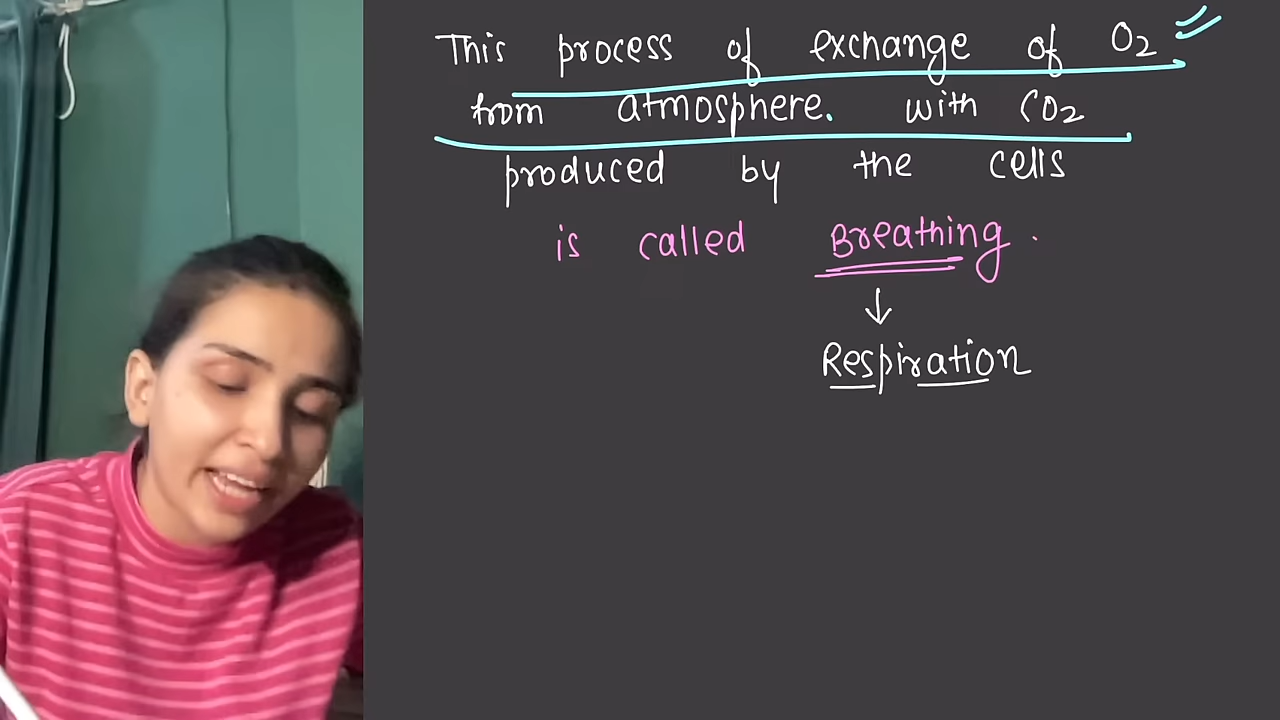 This process of exchange of O₂
from atmosphere. with CO₂
produced by the cells
is called Breathing.
↓
Respiration